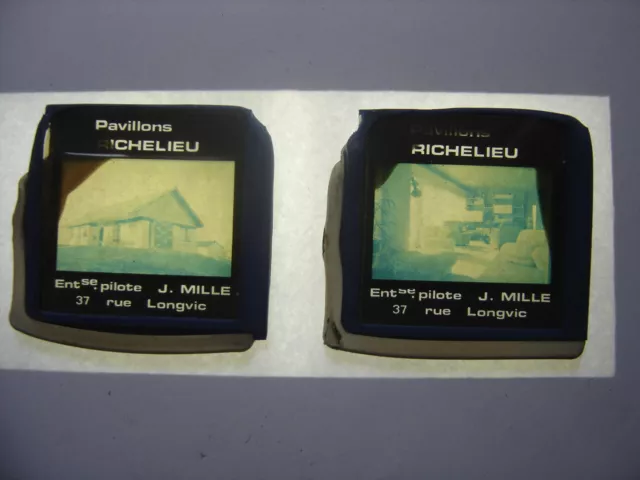 Pavillons
RICHELIEU
Entse. pilote J. MILLE
37 rue Longvic
Pavillons
RICHELIEU
Entse. pilote J. MILLE
37 rue Longvic